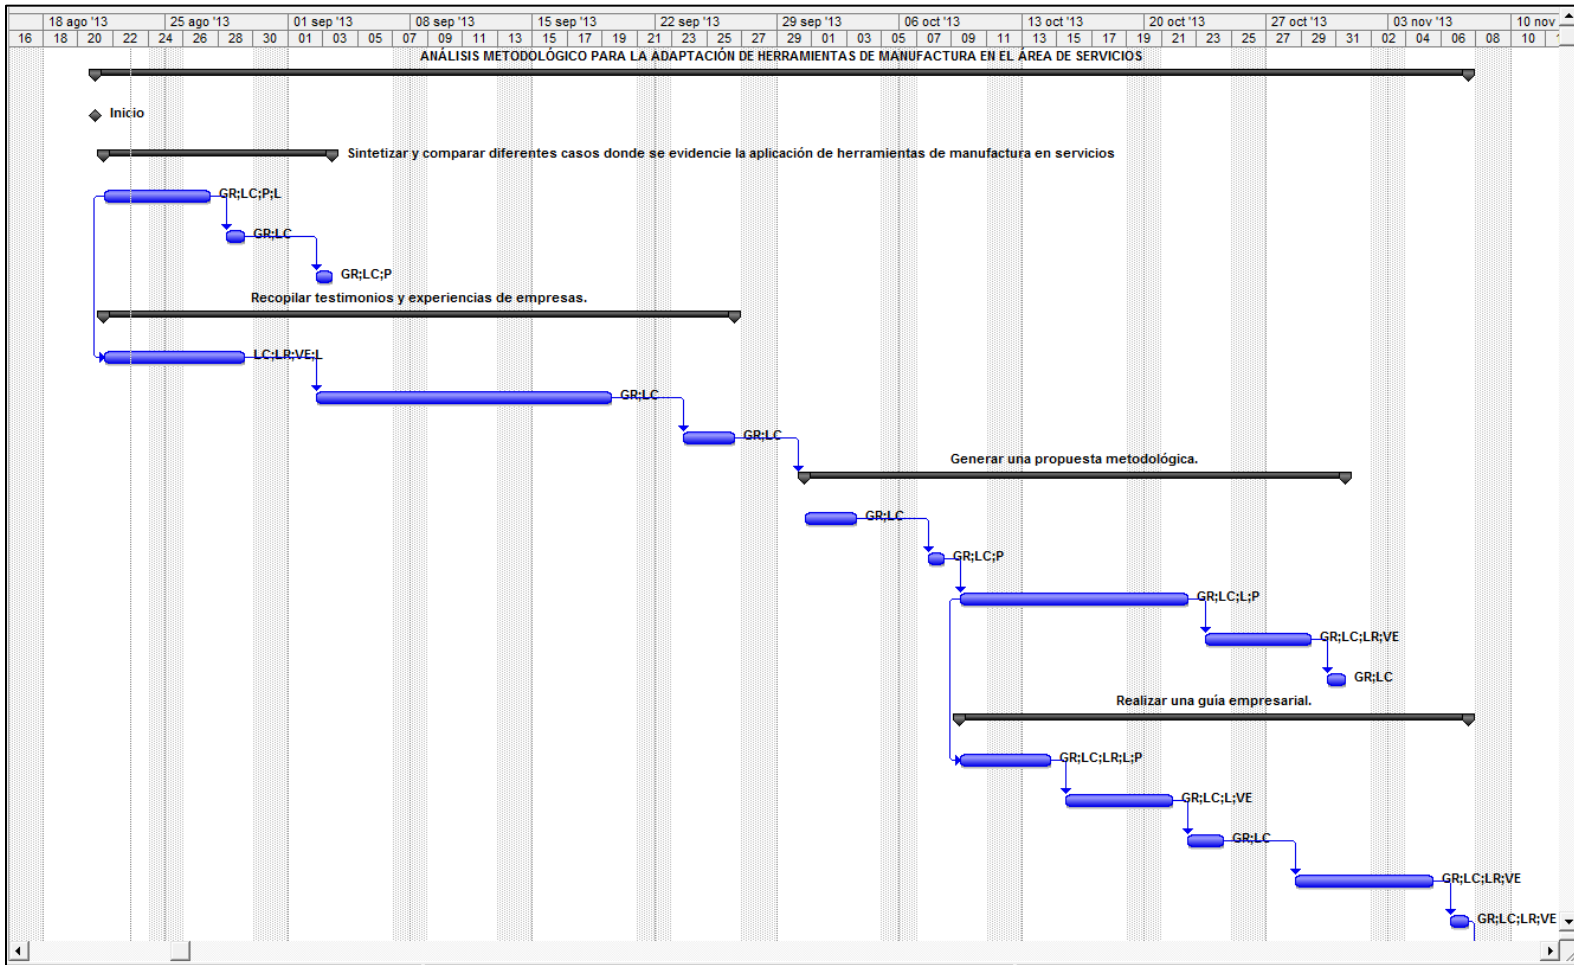 18 ago '13 25 ago '13 01 sep '13 08 sep '13 15 sep '13 22 sep '13 29 sep '13 06 oct '13 13 oct '13 20 oct '13 27 oct '13 03 nov '13 10 nov
16 18 20 22 24 26 28 30 01 03 05 07 09 11 13 15 17 19 21 23 25 27 29 01 03 05 07 09 11 13 15 17 19 21 23 25 27 29 31 02 04 06 08 10
ANÁLISIS METODOLÓGICO PARA LA ADAPTACIÓN DE HERRAMIENTAS DE MANUFACTURA EN EL ÁREA DE SERVICIOS
Inicio
Sintetizar y comparar diferentes casos donde se evidencie la aplicación de herramientas de manufactura en servicios
GR;LC;P;L
GR;LC
GR;LC;P
Recopilar testimonios y experiencias de empresas.
LC;LR;VE;L
GR;LC
GR;LC
Generar una propuesta metodológica.
GR;LC
GR;LC;P
GR;LC;L;P
GR;LC;LR;VE
GR;LC
Realizar una guía empresarial.
GR;LC;LR;L;P
GR;LC;L;VE
GR;LC
GR;LC;LR;VE
GR;LC;LR;VE